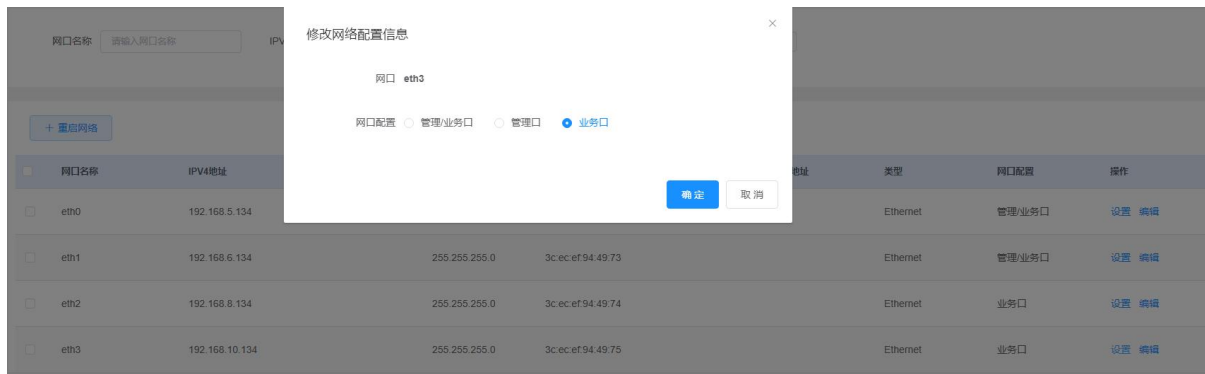 网口名称 请输入网口名称 IPV
修改网络配置信息
网口 eth3
网口配置 管理/业务口 管理口 业务口
确定 取消
+ 重启网络
网口名称 IPV4地址 地址 类型 网口配置 操作
eth0 192.168.5.134 Ethernet 管理/业务口 设置 编辑
eth1 192.168.6.134 255.255.255.0 3c:ec:ef:94:49:73 Ethernet 管理/业务口 设置 编辑
eth2 192.168.8.134 255.255.255.0 3c:ec:ef:94:49:74 Ethernet 业务口 设置 编辑
eth3 192.168.10.134 255.255.255.0 3c:ec:ef:94:49:75 Ethernet 业务口 设置 编辑